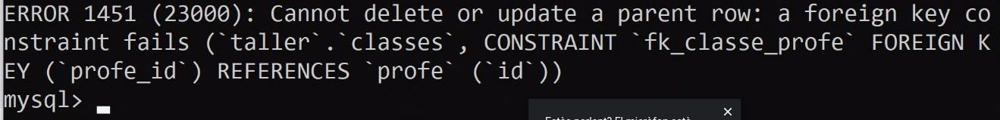 ERROR 1451 (23000): Cannot delete or update a parent row: a foreign key co
nstraint fails (`taller`.`classes`, CONSTRAINT `fk_classe_profe` FOREIGN K
EY (`profe_id`) REFERENCES `profe` (`id`))
mysql>